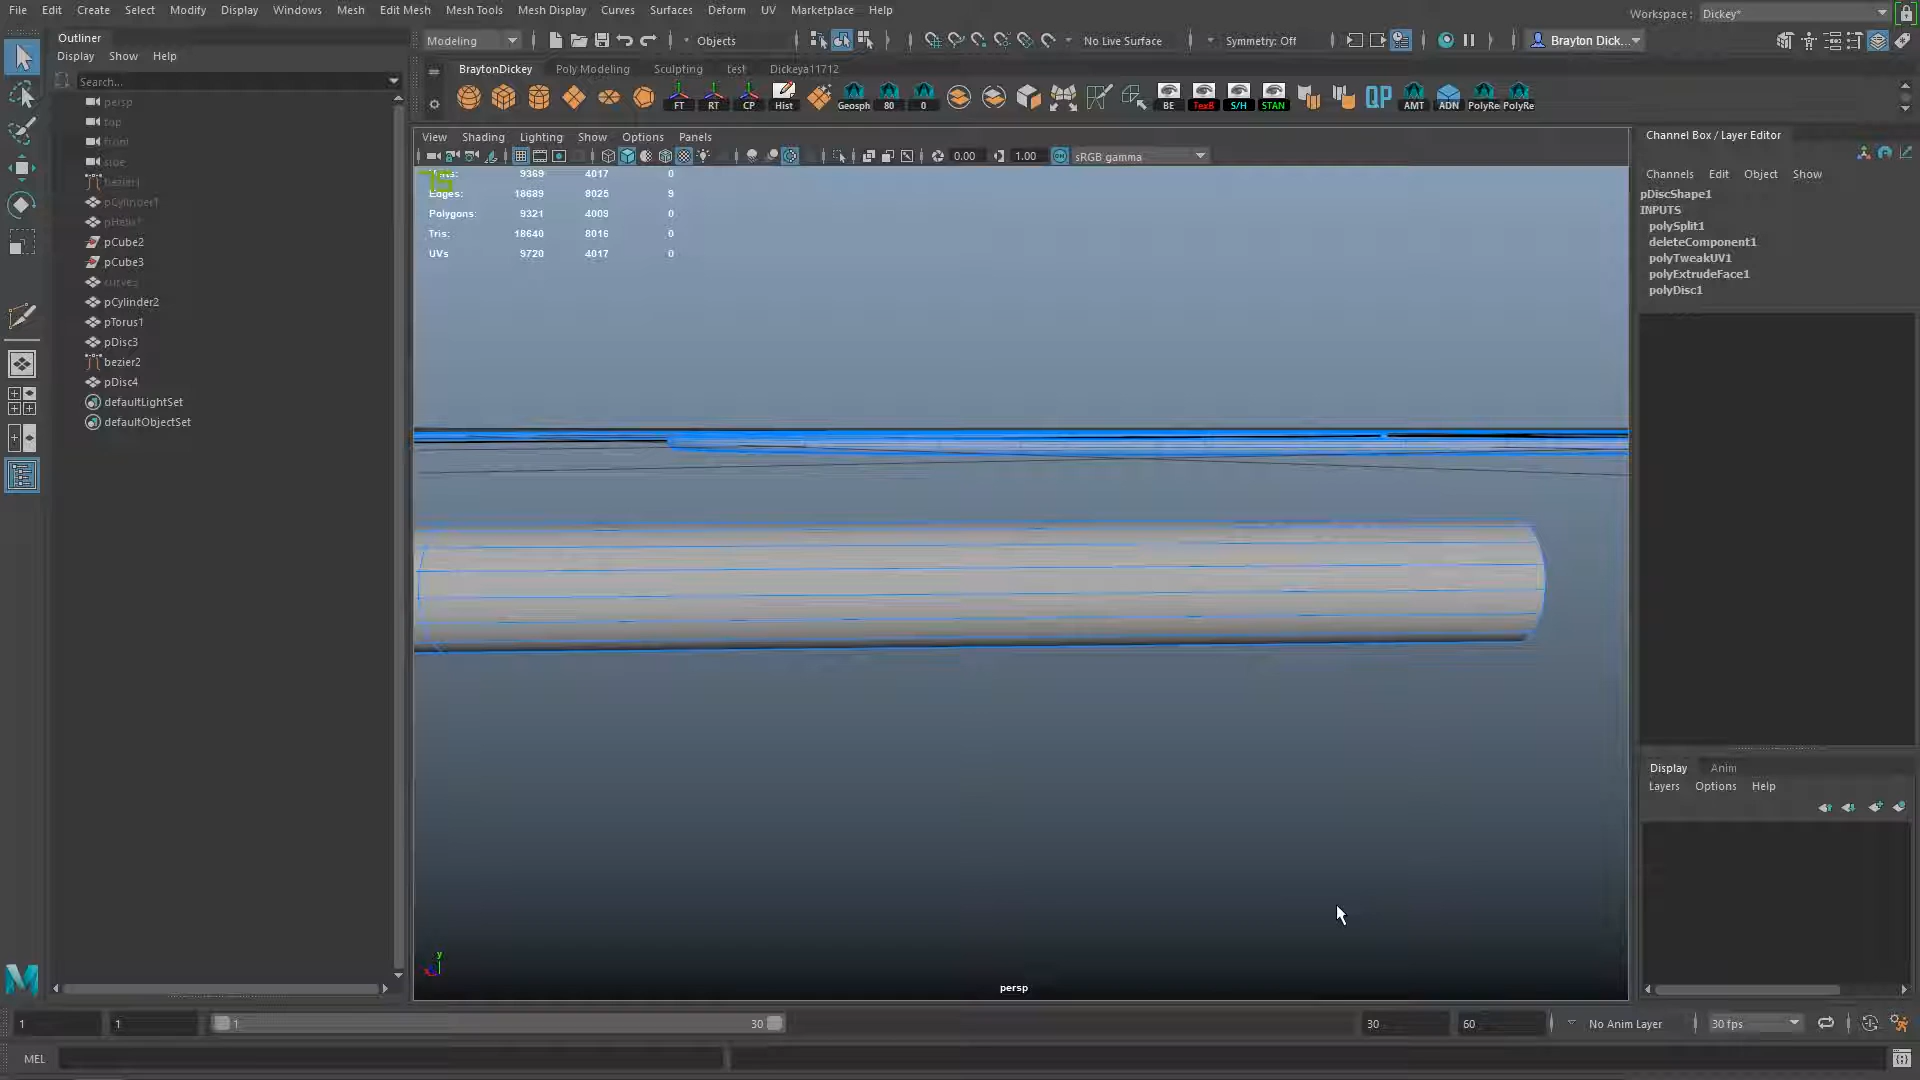 File Edit Create Select Modify Display Windows Mesh Edit Mesh Mesh Tools Mesh Display Curves Surfaces Deform UV Marketplace Help
Workspace : Dickey*
Outliner
Display Show Help
Search...
persp
top
front
side
bezier1
pCylinder1
pHelix1
pCube2
pCube3
pCylinder2
pTorus1
pDisc3
bezier2
pDisc4
defaultLightSet
defaultObjectSet
Modeling Objects No Live Surface Symmetry: Off Brayton Dick...
BraytonDickey Poly Modeling Sculpting test Dickeya11712
FT RT CP Hist Geosph 80 0 BE TexB S/H STAN QP AMT ADN PolyRe PolyRe
View Shading Lighting Show Options Panels
0.00 1.00 ON sRGB gamma
9369 4017 0
Edges: 18689 8025 9
Polygons: 9321 4009 0
Tris: 18640 8016 0
UVs 9720 4017 0
y
persp
Channel Box / Layer Editor
Channels Edit Object Show
pDiscShape1
INPUTS
polySplit1
deleteComponent1
polyTweakUV1
polyExtrudeFace1
polyDisc1
Display Anim
Layers Options Help
1 1 1 30 30 60 No Anim Layer 30 fps
MEL